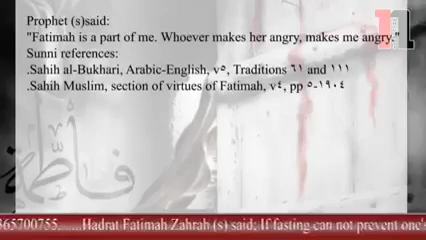 Prophet (s)said:
"Fatimah is a part of me. Whoever makes her angry, makes me angry."
Sunni references:
.Sahih al-Bukhari, Arabic-English, v٥, Traditions ٦١ and ١١١
.Sahih Muslim, section of virtues of Fatimah, v٤, pp ٥-١٩٠٤
فاطمة
365700755......Hadrat Fatimah Zahrah (s) said; If fasting can not prevent one's